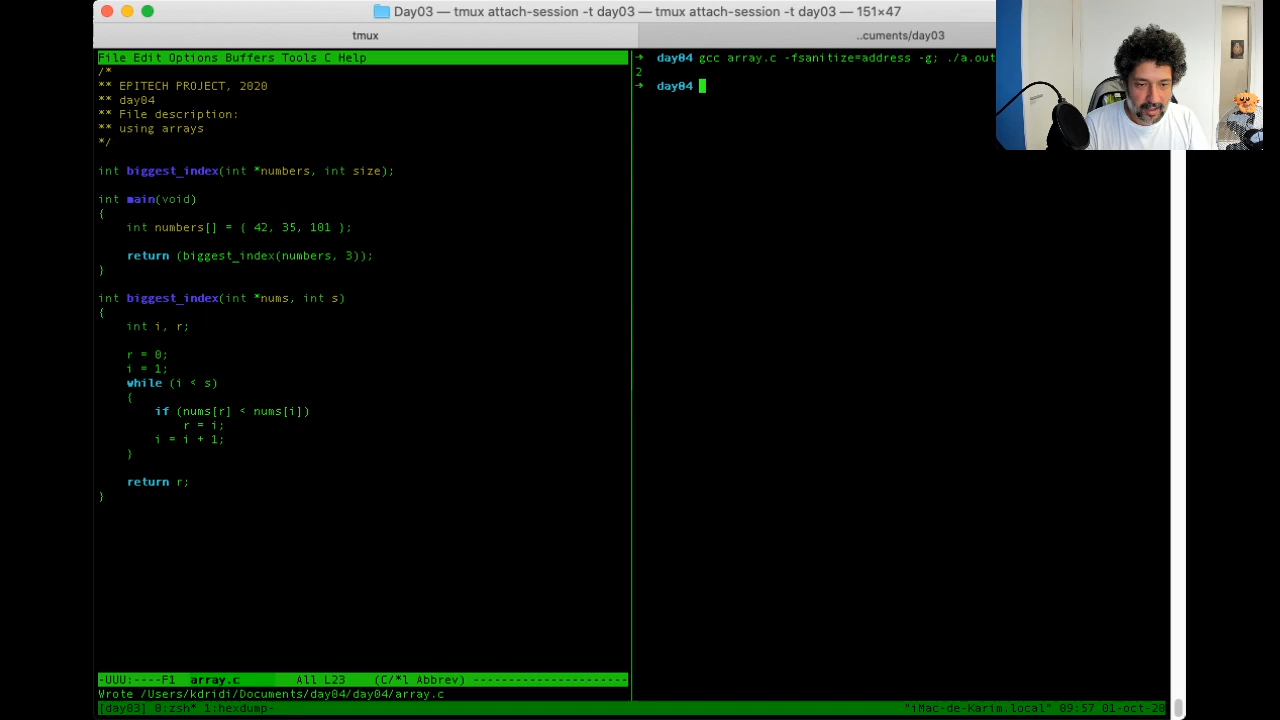 Day03 — tmux attach-session -t day03 — tmux attach-session -t day03 — 151×47
tmux
..cuments/day03
File Edit Options Buffers Tools C Help
/*
** EPITECH PROJECT, 2020
** day04
** File description:
** using arrays
*/
int biggest_index(int *numbers, int size);
int main(void)
{
int numbers[] = { 42, 35, 101 };
return (biggest_index(numbers, 3));
}
int biggest_index(int *nums, int s)
{
int i, r;
r = 0;
i = 1;
while (i < s)
{
if (nums[r] < nums[i])
r = i;
i = i + 1;
}
return r;
}
-UUU:----F1 array.c All L23 (C/*l Abbrev) ----------------------
Wrote /Users/kdridi/Documents/day04/day04/array.c
➜ day04 gcc array.c -fsanitize=address -g; ./a.out
2
➜ day04
[day03] 0:zsh* 1:hexdump- "iMac-de-Karim.local" 09:57 01-oct-20